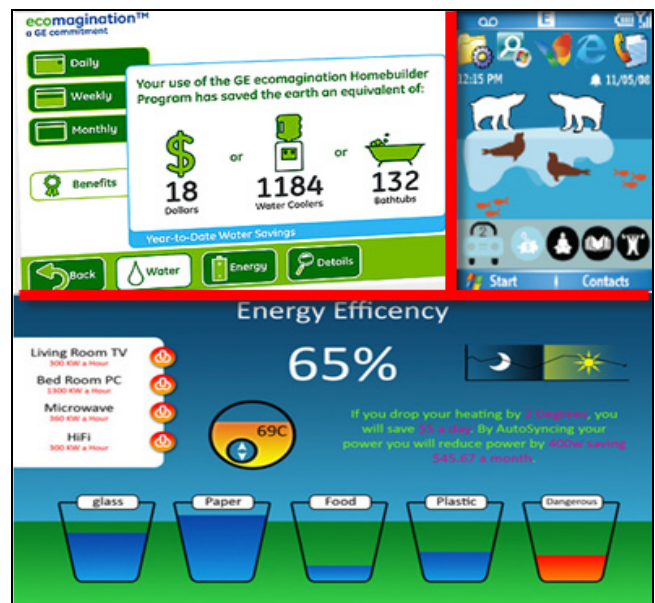 ecomagination™
a GE commitment
Daily
Weekly
Monthly
Benefits
Your use of the GE ecomagination Homebuilder
Program has saved the earth an equivalent of:
or
or
18
Dollars
1184
Water Coolers
132
Bathtubs
Year-to-Date Water Savings
Back
Water
Energy
Details
E
12:15 PM
11/05/08
2
Start
Contacts
Energy Efficency
65%
Living Room TV
300 KW a Hour
Bed Room PC
1300 KW a Hour
Microwave
360 KW a Hour
HiFi
300 KW a Hour
69C
If you drop your heating by 2 Degress, you
will save $5 a day. By AutoSyncing your
power you will reduce power by 400w saving
$45.67 a month.
glass
Paper
Food
Plastic
Dangerous